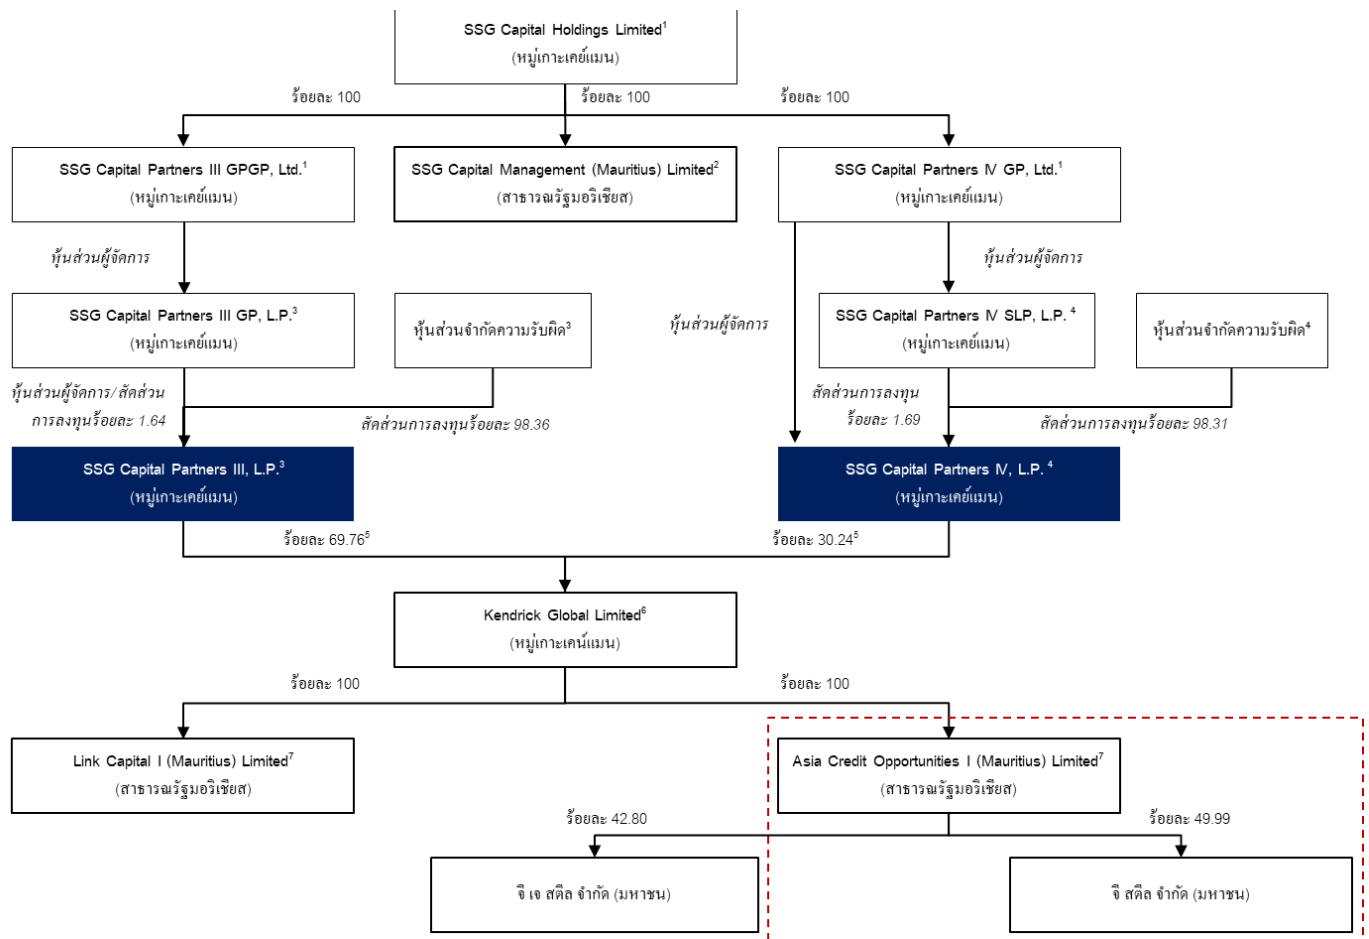 SSG Capital Holdings Limited¹
(หมู่เกาะเคย์แมน)
ร้อยละ 100
ร้อยละ 100
ร้อยละ 100
SSG Capital Partners III GPGP, Ltd.¹
(หมู่เกาะเคย์แมน)
SSG Capital Management (Mauritius) Limited²
(สาธารณรัฐมอริเชียส)
SSG Capital Partners IV GP, Ltd.¹
(หมู่เกาะเคย์แมน)
หุ้นส่วนผู้จัดการ
หุ้นส่วนผู้จัดการ
SSG Capital Partners III GP, L.P.³
(หมู่เกาะเคย์แมน)
หุ้นส่วนจำกัดความรับผิด³
หุ้นส่วนผู้จัดการ
SSG Capital Partners IV SLP, L.P. ⁴
(หมู่เกาะเคย์แมน)
หุ้นส่วนจำกัดความรับผิด⁴
หุ้นส่วนผู้จัดการ/ สัดส่วน
การลงทุนร้อยละ 1.64
สัดส่วนการลงทุนร้อยละ 98.36
สัดส่วนการลงทุน
ร้อยละ 1.69
สัดส่วนการลงทุนร้อยละ 98.31
SSG Capital Partners III, L.P.³
(หมู่เกาะเคย์แมน)
SSG Capital Partners IV, L.P. ⁴
(หมู่เกาะเคย์แมน)
ร้อยละ 69.76⁵
ร้อยละ 30.24⁵
Kendrick Global Limited⁶
(หมู่เกาะเคน์แมน)
ร้อยละ 100
ร้อยละ 100
Link Capital I (Mauritius) Limited⁷
(สาธารณรัฐมอริเชียส)
Asia Credit Opportunities I (Mauritius) Limited⁷
(สาธารณรัฐมอริเชียส)
ร้อยละ 42.80
ร้อยละ 49.99
จี เจ สตีล จำกัด (มหาชน)
จี สตีล จำกัด (มหาชน)